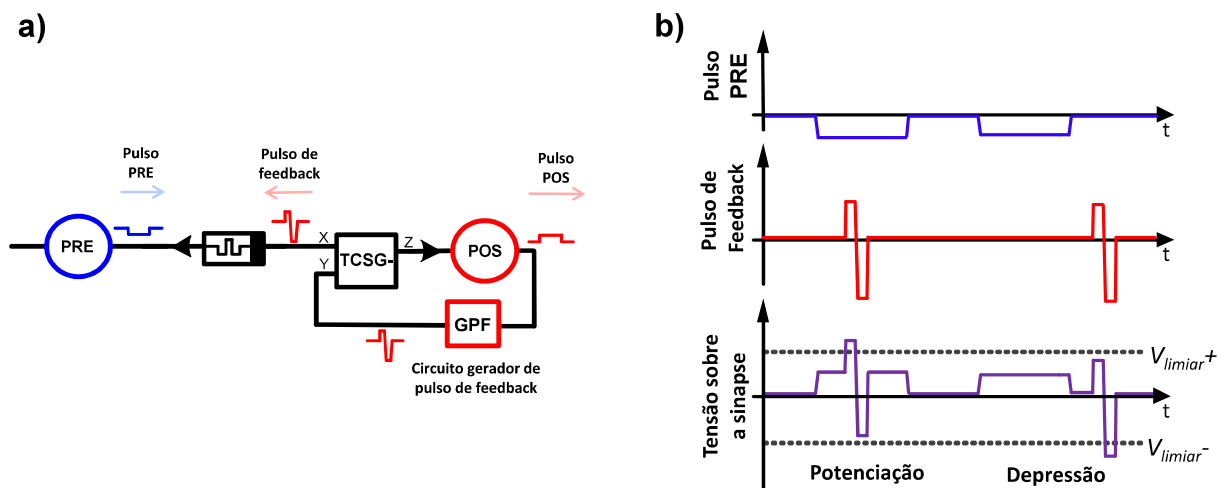 a)
Pulso
PRE
Pulso de
feedback
Pulso
POS
PRE
X
Y
TCSG-
Z
POS
GPF
Circuito gerador de
pulso de feedback
b)
Pulso
PRE
t
Pulso de
Feedback
t
Tensão sobre
a sinapse
Vlimiar+
t
Vlimiar-
Potenciação
Depressão